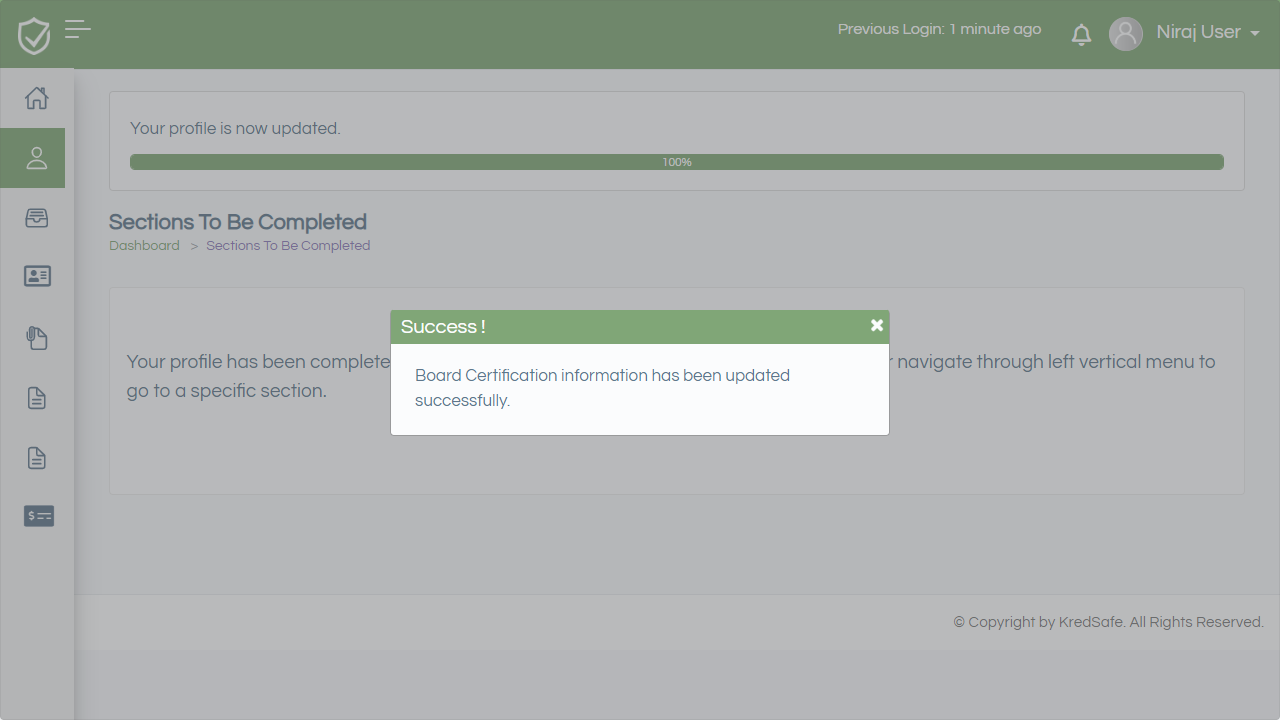 Previous Login: 1 minute ago
Niraj User
Your profile is now updated.
100%
Sections To Be Completed
Dashboard > Sections To Be Completed
Success !
Board Certification information has been updated
successfully.
Your profile has been complete
navigate through left vertical menu to
go to a specific section.
© Copyright by KredSafe. All Rights Reserved.